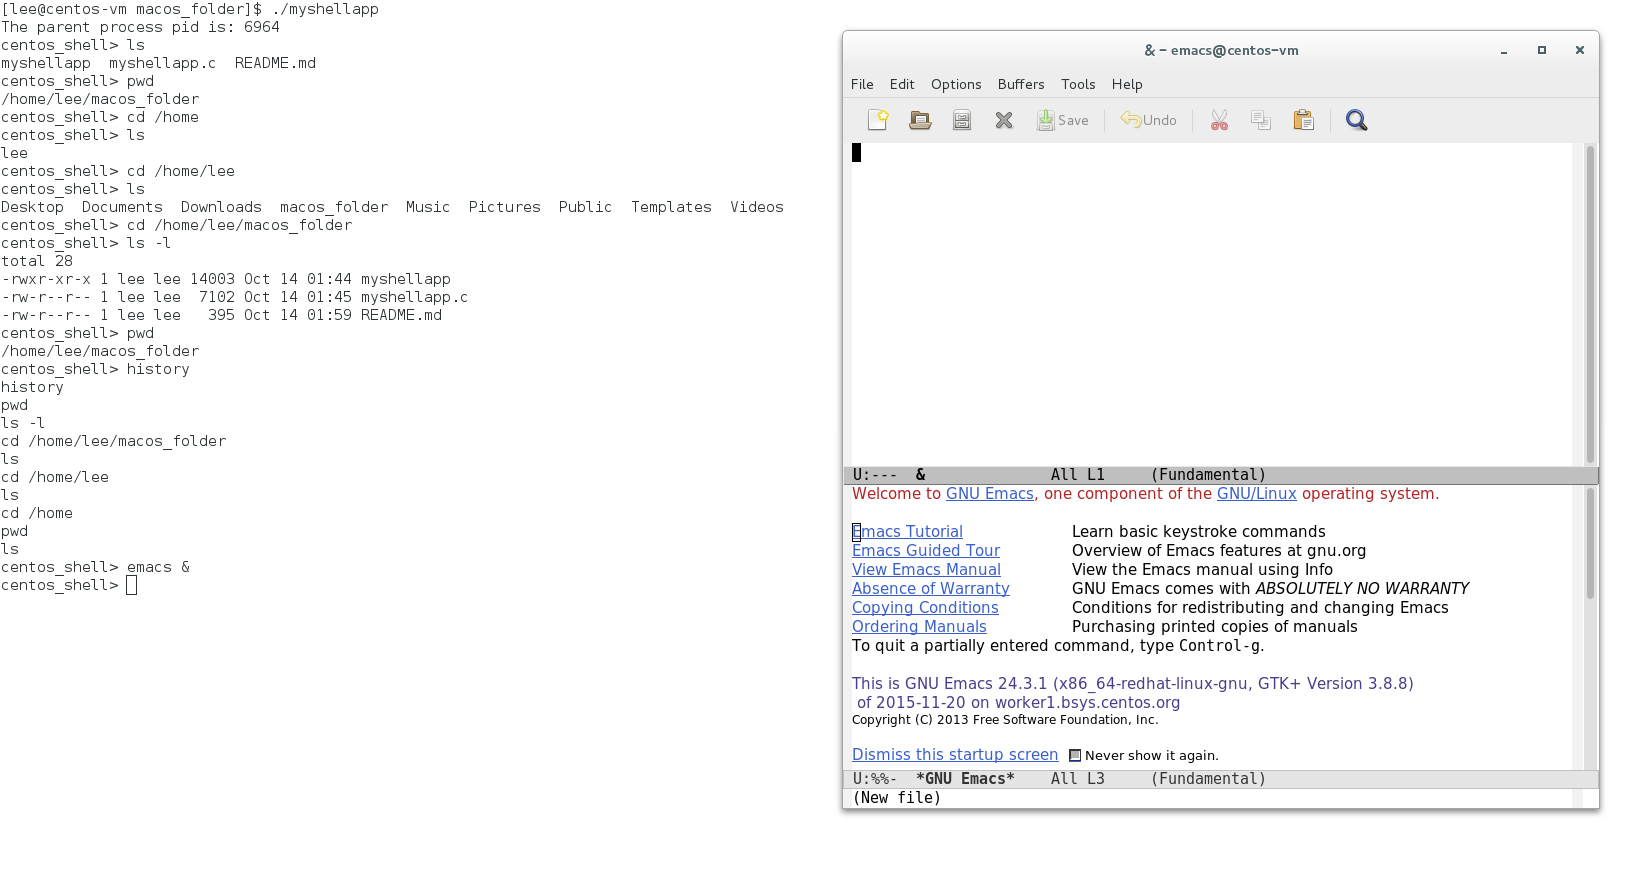 [lee@centos-vm macos_folder]$ ./myshellapp
The parent process pid is: 6964
centos_shell> ls
myshellapp  myshellapp.c  README.md
centos_shell> pwd
/home/lee/macos_folder
centos_shell> cd /home
centos_shell> ls
lee
centos_shell> cd /home/lee
centos_shell> ls
Desktop  Documents  Downloads  macos_folder  Music  Pictures  Public  Templates  Videos
centos_shell> cd /home/lee/macos_folder
centos_shell> ls -l
total 28
-rwxr-xr-x 1 lee lee 14003 Oct 14 01:44 myshellapp
-rw-r--r-- 1 lee lee  7102 Oct 14 01:45 myshellapp.c
-rw-r--r-- 1 lee lee   395 Oct 14 01:59 README.md
centos_shell> pwd
/home/lee/macos_folder
centos_shell> history
history
pwd
ls -l
cd /home/lee/macos_folder
ls
cd /home/lee
ls
cd /home
pwd
ls
centos_shell> emacs &
centos_shell>
& - emacs@centos-vm
File Edit Options Buffers Tools Help
Save Undo
U:---  &              All L1     (Fundamental)
Welcome to GNU Emacs, one component of the GNU/Linux operating system.
Emacs Tutorial Learn basic keystroke commands
Emacs Guided Tour Overview of Emacs features at gnu.org
View Emacs Manual View the Emacs manual using Info
Absence of Warranty GNU Emacs comes with ABSOLUTELY NO WARRANTY
Copying Conditions Conditions for redistributing and changing Emacs
Ordering Manuals Purchasing printed copies of manuals
To quit a partially entered command, type Control-g.
This is GNU Emacs 24.3.1 (x86_64-redhat-linux-gnu, GTK+ Version 3.8.8)
of 2015-11-20 on worker1.bsys.centos.org
Copyright (C) 2013 Free Software Foundation, Inc.
Dismiss this startup screen Never show it again.
U:%%-  *GNU Emacs*    All L3     (Fundamental)
(New file)